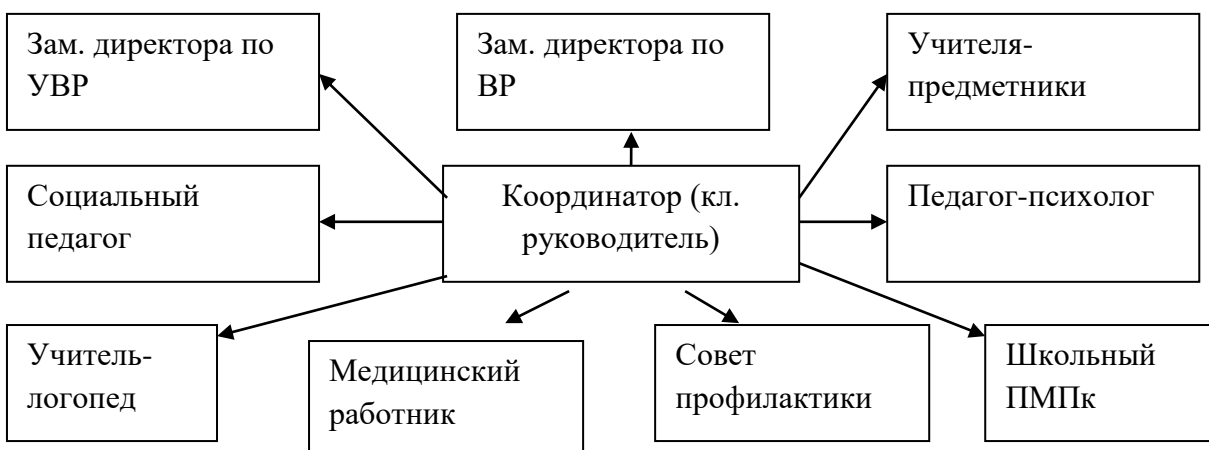 Зам. директора по
УВР
Зам. директора по
ВР
Учителя-
предметники
Социальный
педагог
Координатор (кл.
руководитель)
Педагог-психолог
Учитель-
логопед
Медицинский
работник
Совет
профилактики
Школьный
ПМПк